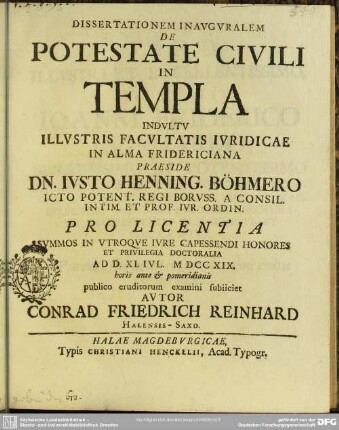 DISSERTATIONEM INAVGVRALEM
DE
POTESTATE CIVILI
IN
TEMPLA
INDVLTV
ILLVSTRIS FACVLTATIS IVRIDICAE
IN ALMA FRIDERICIANA
PRAESIDE
DN. IVSTO HENNING. BÖHMERO
ICTO POTENT. REGI BORVSS. A CONSIL.
INTIM. ET PROF. IVR. ORDIN.
PRO LICENTIA
ASVMMOS IN VTROQVE IVRE CAPESSENDI HONORES
ET PRIVILEGIA DOCTORALIA
AD D. XI. IVL. MDCCXIX.
horis ante & pomeridianis
publico eruditorum examini subiiciet
AVTOR
CONRAD FRIEDRICH REINHARD
HALENSIS-SAXO.
HALAE MAGDEBVRGICAE,
Typis CHRISTIANI HENCKELII, Acad. Typogr.
DFG